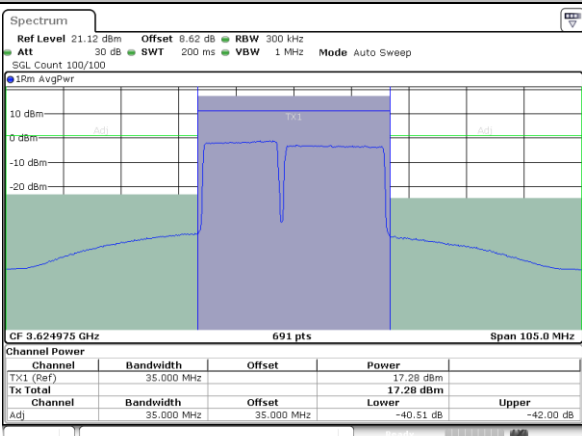 Spectrum
Ref Level 21.12 dBm Offset 8.62 dB RBW 300 kHz
Att 30 dB SWT 200 ms VBW 1 MHz Mode Auto Sweep
SGL Count 100/100
1Rm AvgPwr
10 dBm
TX1
Adj Adj
0 dBm
-10 dBm
-20 dBm
CF 3.624975 GHz 691 pts Span 105.0 MHz
Channel Power
Channel Bandwidth Offset Power
TX1 (Ref) 35.000 MHz 17.28 dBm
Tx Total 17.28 dBm
Channel Bandwidth Offset Lower Upper
Adj 35.000 MHz 35.000 MHz -40.51 dB -42.00 dB